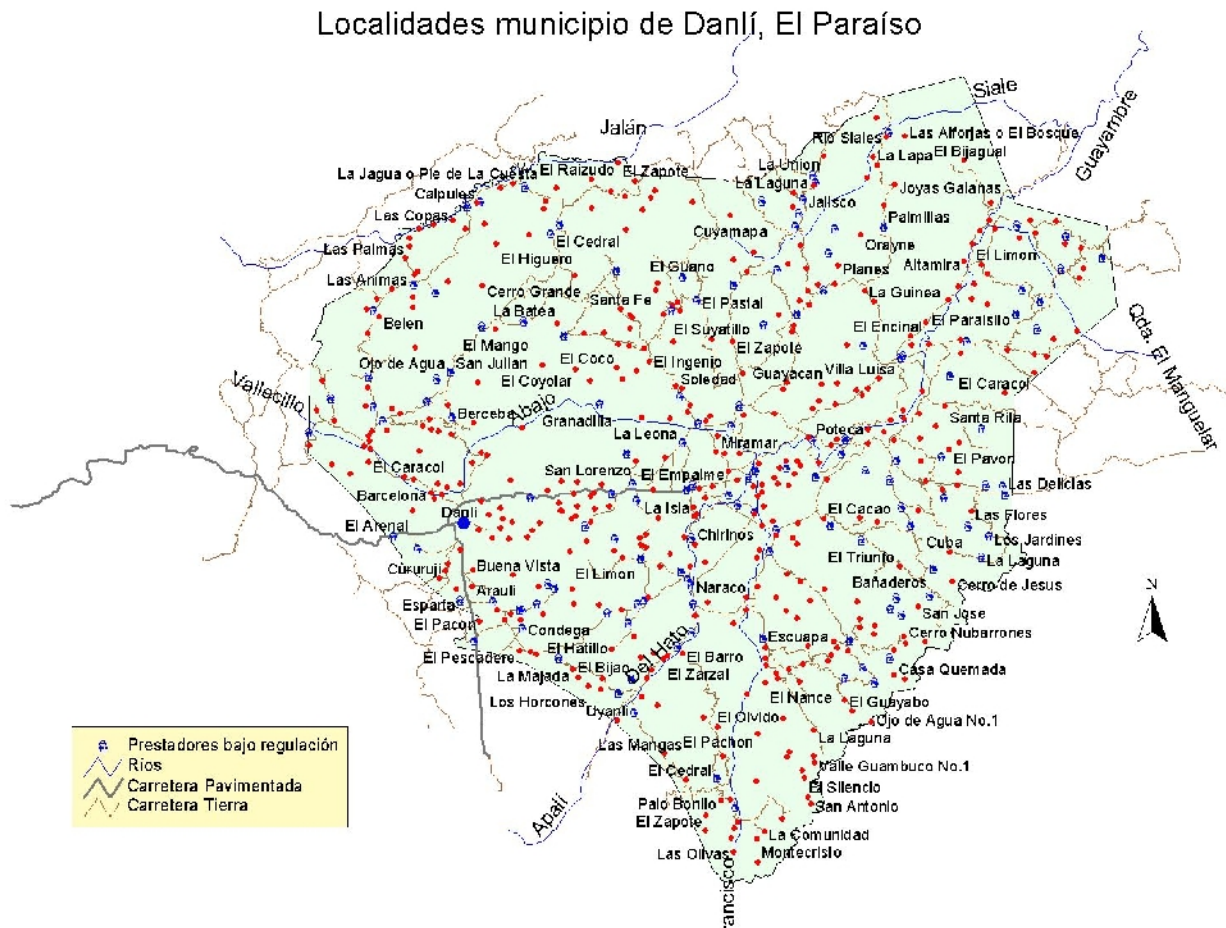 Localidades municipio de Danlí, El Paraíso
Siale
Guayambre
Jalán
Río Siales
Las Alforjas o El Bosque
La Union
La Lapa
El Bijagual
La Jagua o Pie de La Cuesta
El Raizudo
El Zapote
La Laguna
Joyas Galanas
Calpules
Jalisco
Palmillas
Las Copas
Cuyamapa
El Cedral
Orayne
Las Palmas
El Higuero
El Guano
Planes
Altamira
El Limon
Las Animas
Cerro Grande
Santa Fe
El Pastal
La Guinea
La Batea
Belen
El Suyatillo
El Encinal
El Paraisito
El Mango
El Zapote
Qda. El Manguelar
Ojo de Agua
San Julian
El Coco
El Ingenio
Guayacan
Villa Luisa
Vallecillo
El Coyolar
Soledad
El Caracol
Abajo
Berceba
Granadilla
Santa Rita
La Leona
Miramar
Poteca
El Caracol
San Lorenzo
El Empalme
El Pavon
Barcelona
Las Delicias
Danlí
La Isla
El Cacao
Las Flores
El Arenal
Chirinos
Cuba
Los Jardines
Cururuji
Buena Vista
El Limon
El Triunfo
La Laguna
Arauli
Naraco
Bañaderos
Cerro de Jesus
Esparta
San Jose
El Pacon
Condega
Escuapa
Cerro Nubarrones
El Pescadero
El Hatillo
Del Hato
El Barro
El Bijao
Casa Quemada
La Majada
El Zarzal
Los Horcones
El Nance
El Guayabo
Uyanli
El Olvido
Ojo de Agua No.1
Las Mangas
El Pachon
La Laguna
El Cedral
Valle Guambuco No.1
El Silencio
Palo Bonito
San Antonio
Apalí
El Zapote
La Comunidad
Las Olivas
Montecristo
rancisco
N
Prestadores bajo regulación
Ríos
Carretera Pavimentada
Carretera Tierra